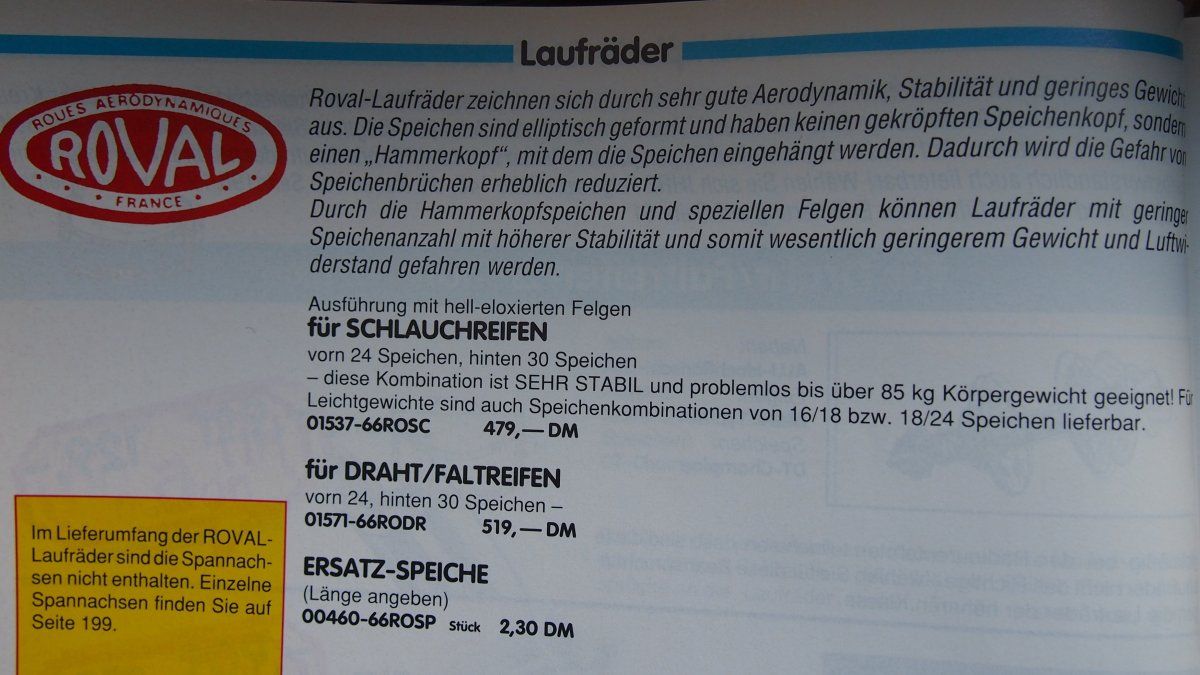 Laufräder
ROUES AERODYNAMIQUES
ROVAL
· FRANCE ·
Roval-Laufräder zeichnen sich durch sehr gute Aerodynamik, Stabilität und geringes Gewicht
aus. Die Speichen sind elliptisch geformt und haben keinen gekröpften Speichenkopf, sondern
einen „Hammerkopf“, mit dem die Speichen eingehängt werden. Dadurch wird die Gefahr von
Speichenbrüchen erheblich reduziert.
Durch die Hammerkopfspeichen und speziellen Felgen können Laufräder mit geringer
Speichenanzahl mit höherer Stabilität und somit wesentlich geringerem Gewicht und Luftwi-
derstand gefahren werden.
Ausführung mit hell-eloxierten Felgen
für SCHLAUCHREIFEN
vorn 24 Speichen, hinten 30 Speichen
– diese Kombination ist SEHR STABIL und problemlos bis über 85 kg Körpergewicht geeignet! Für
Leichtgewichte sind auch Speichenkombinationen von 16/18 bzw. 18/24 Speichen lieferbar.
01537-66ROSC 479,— DM
für DRAHT/FALTREIFEN
vorn 24, hinten 30 Speichen –
01571-66RODR 519,— DM
ERSATZ-SPEICHE
(Länge angeben)
00460-66ROSP Stück 2,30 DM
Im Lieferumfang der ROVAL-
Laufräder sind die Spannach-
sen nicht enthalten. Einzelne
Spannachsen finden Sie auf
Seite 199.